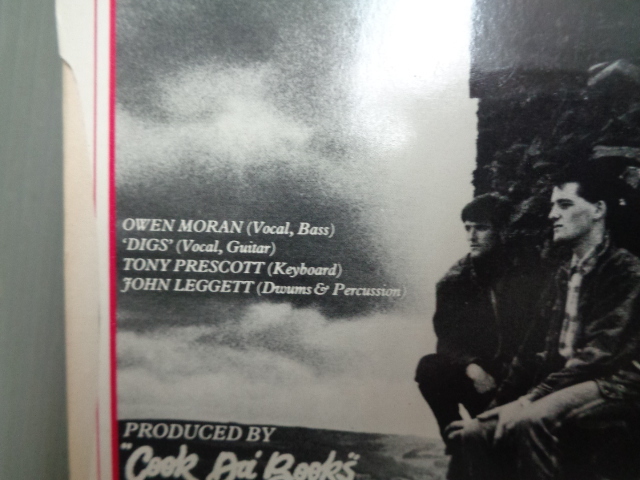 OWEN MORAN (Vocal, Bass)
'DIGS' (Vocal, Guitar)
TONY PRESCOTT (Keyboard)
JOHN LEGGETT (Dwums & Percussion)
PRODUCED BY
"Cook Da' Books"